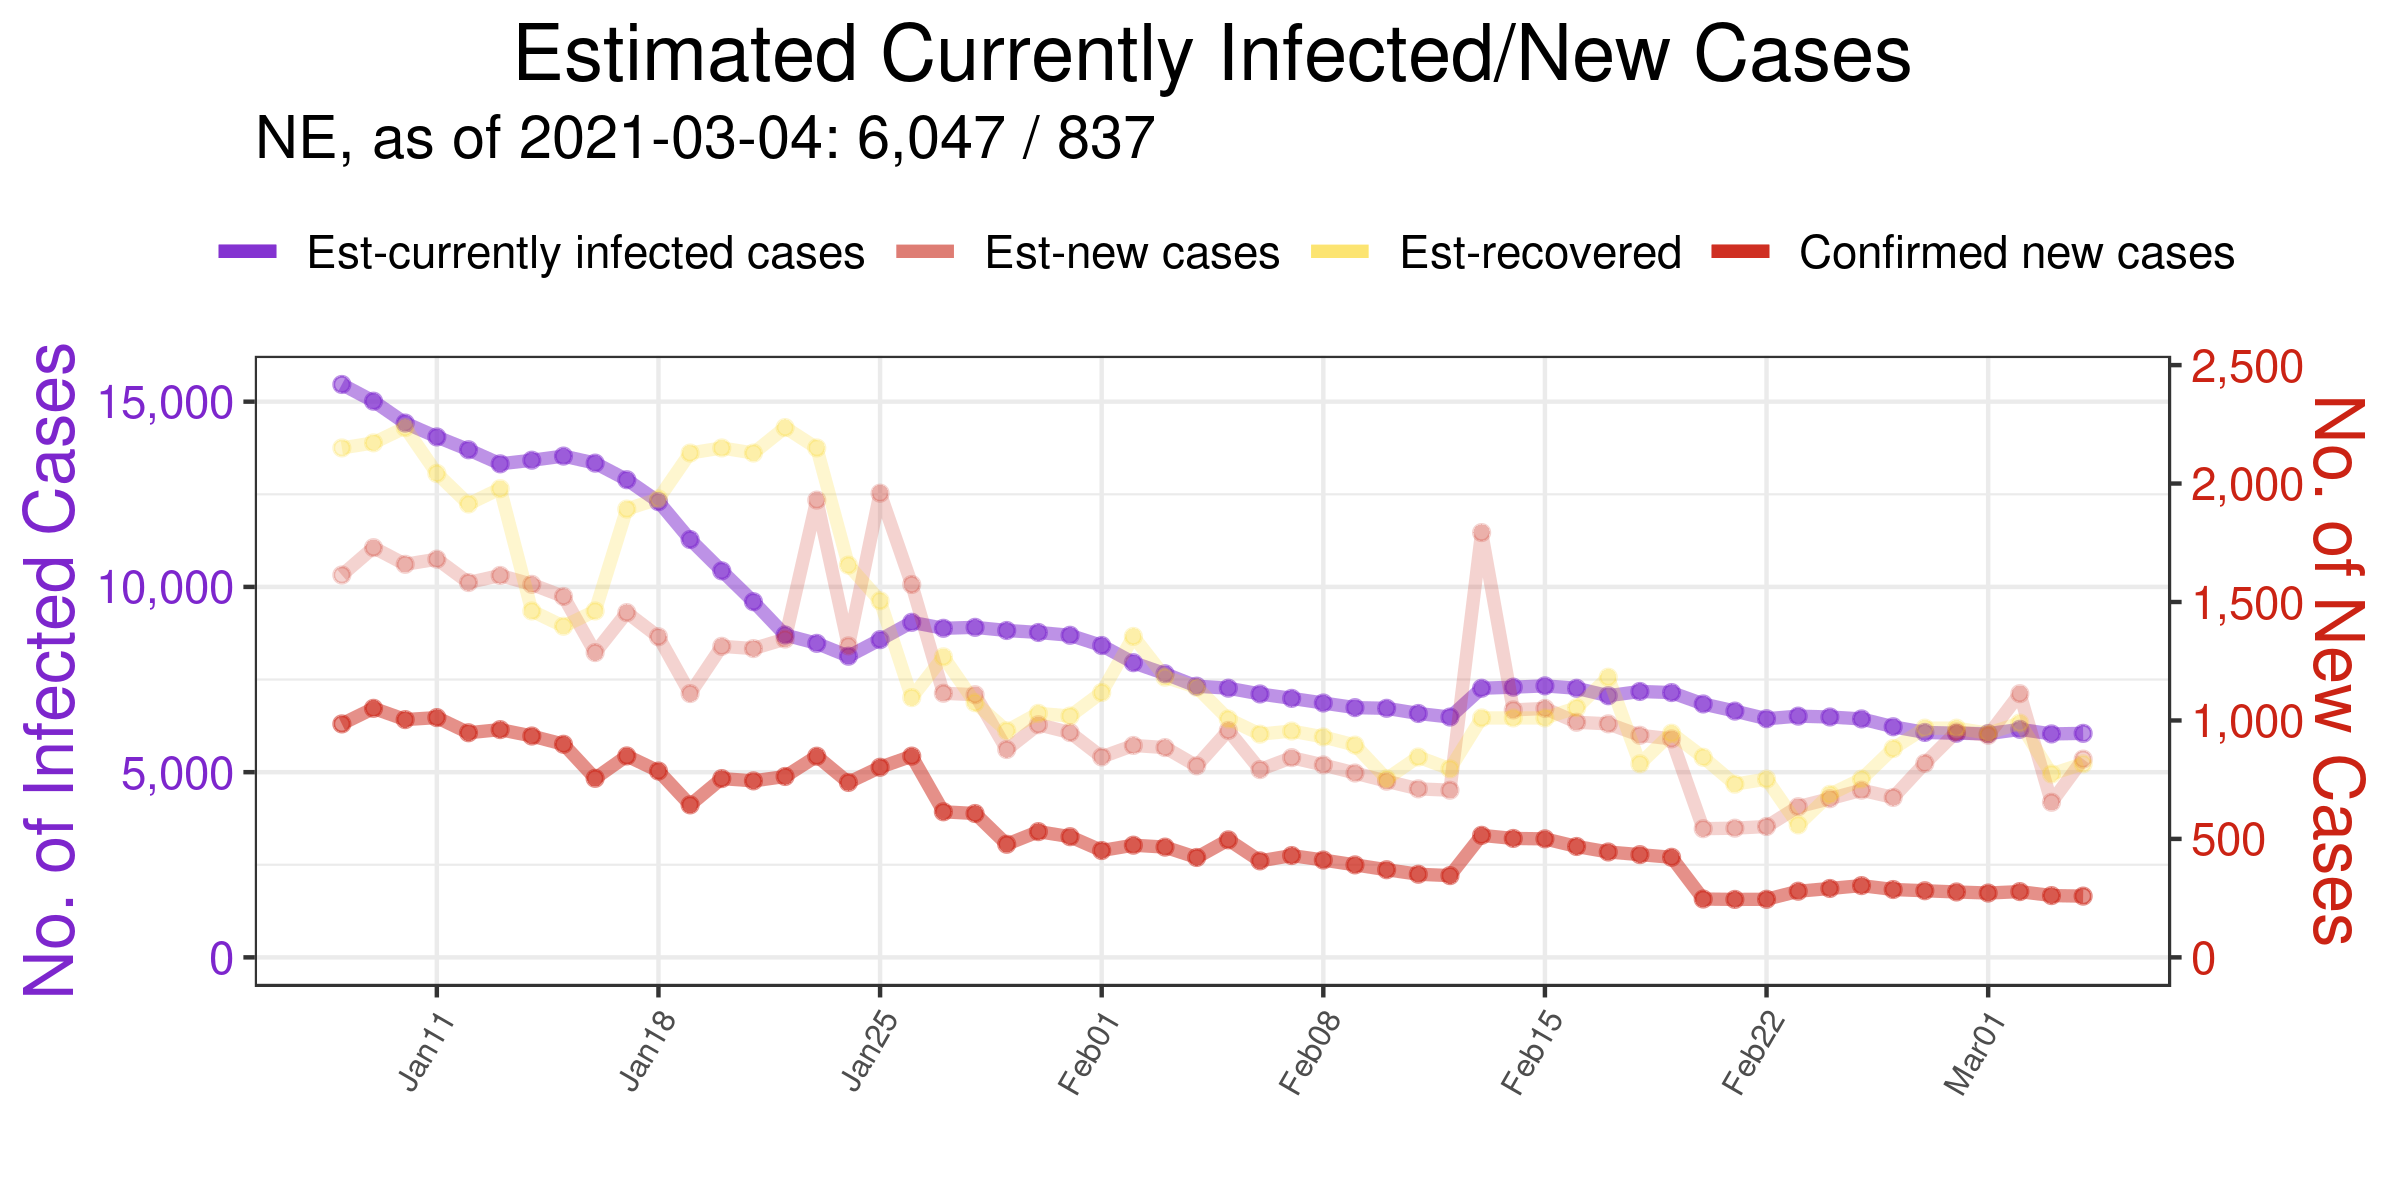 Estimated Currently Infected/New Cases
NE, as of 2021-03-04: 6,047 / 837
Est-currently infected cases Est-new cases Est-recovered Confirmed new cases
No. of Infected Cases
15,000
10,000
5,000
0
2,500
2,000
1,500
1,000
500
0
No. of New Cases
Jan11 Jan18 Jan25 Feb01 Feb08 Feb15 Feb22 Mar01